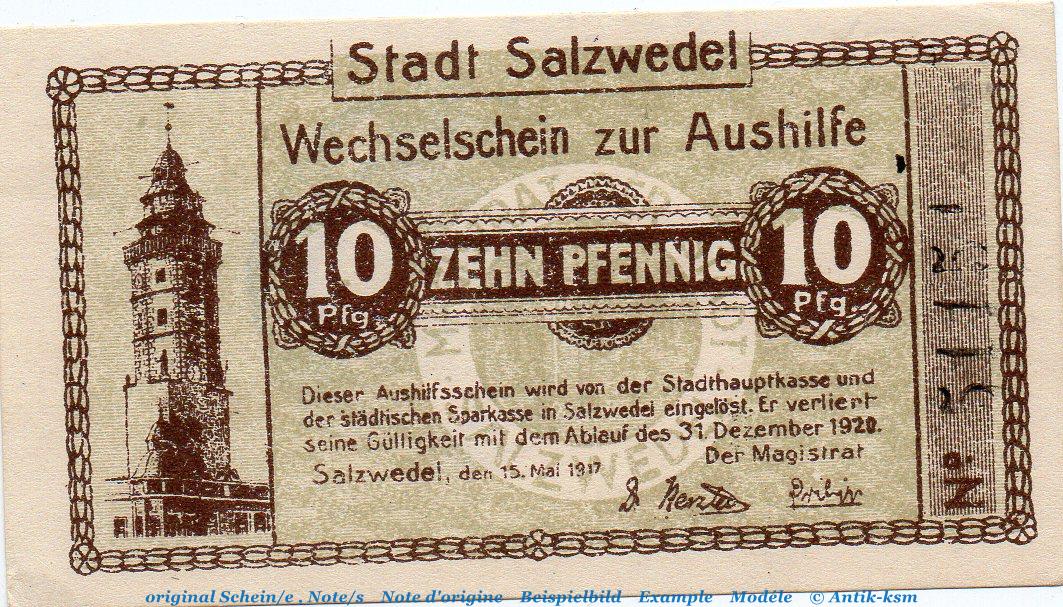 Stadt Salzwedel
Wechselschein zur Aushilfe
10 Pfg
ZEHN PFENNIG
10 Pfg
Dieser Aushilfsschein wird von der Stadthauptkasse und
der städtischen Sparkasse in Salzwedel eingelöst. Er verliert
seine Gültigkeit mit dem Ablauf des 31. Dezember 1920.
Der Magistrat
Salzwedel, den 15. Mai 1917
Nº.
original Schein/e . Note/s Note d'origine Beispielbild Example Modéle © Antik-ksm